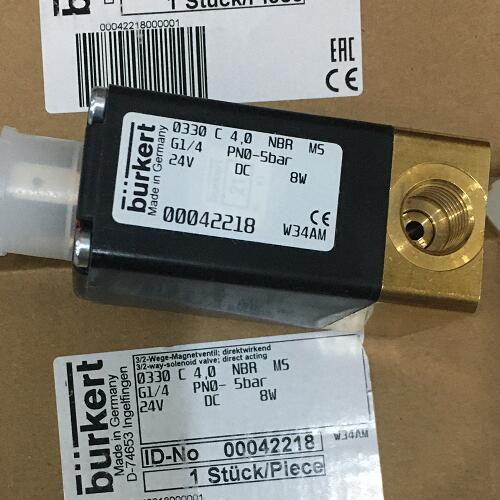 bürkert
1 Stück/Piece
00042218000001
EAC
CE
bürkert
Made in Germany
0330 C 4,0 NBR MS
G1/4 PN0-5bar
24V DC 8W
00042218
CE
W34AM
bürkert
Made in Germany
D-74653 Ingelfingen
3/2-Wege-Magnetventil; direktwirkend
3/2-way-solenoid valve; direct acting
0330 C 4,0 NBR MS
G1/4 PN0- 5bar
24V DC 8W
W34AM
ID-No 00042218
1 Stück/Piece